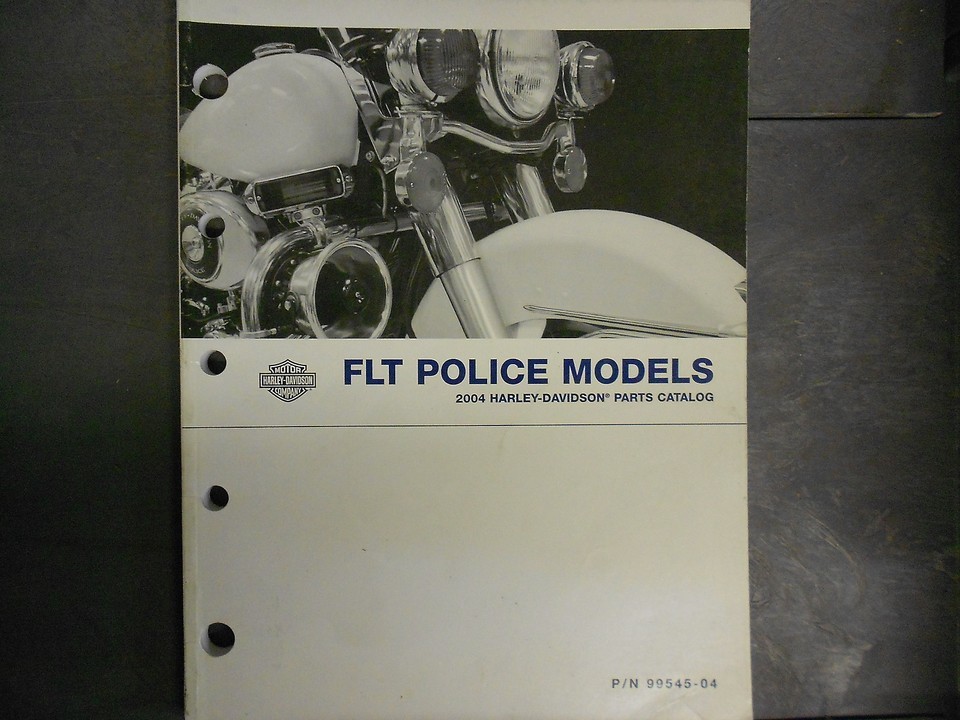 MOTOR
HARLEY-DAVIDSON
COMPANY
FLT POLICE MODELS
2004 HARLEY-DAVIDSON® PARTS CATALOG
P/N 99545-04